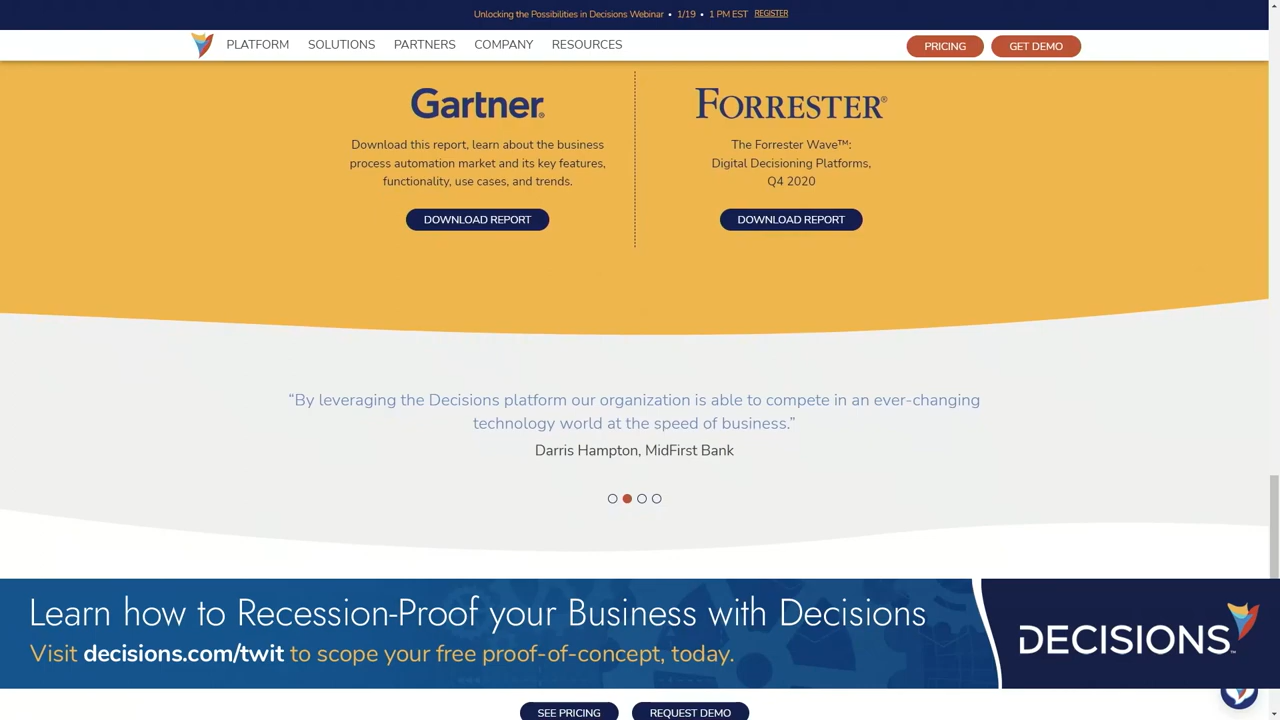 Unlocking the Possibilities in Decisions Webinar • 1/19 • 1 PM EST REGISTER
PLATFORM SOLUTIONS PARTNERS COMPANY RESOURCES PRICING GET DEMO
Gartner®
Download this report, learn about the business
process automation market and its key features,
functionality, use cases, and trends.
DOWNLOAD REPORT
FORRESTER®
The Forrester Wave™:
Digital Decisioning Platforms,
Q4 2020
DOWNLOAD REPORT
“By leveraging the Decisions platform our organization is able to compete in an ever-changing
technology world at the speed of business.”
Darris Hampton, MidFirst Bank
Learn how to Recession-Proof your Business with Decisions
Visit decisions.com/twit to scope your free proof-of-concept, today.
DECISIONS™
SEE PRICING REQUEST DEMO